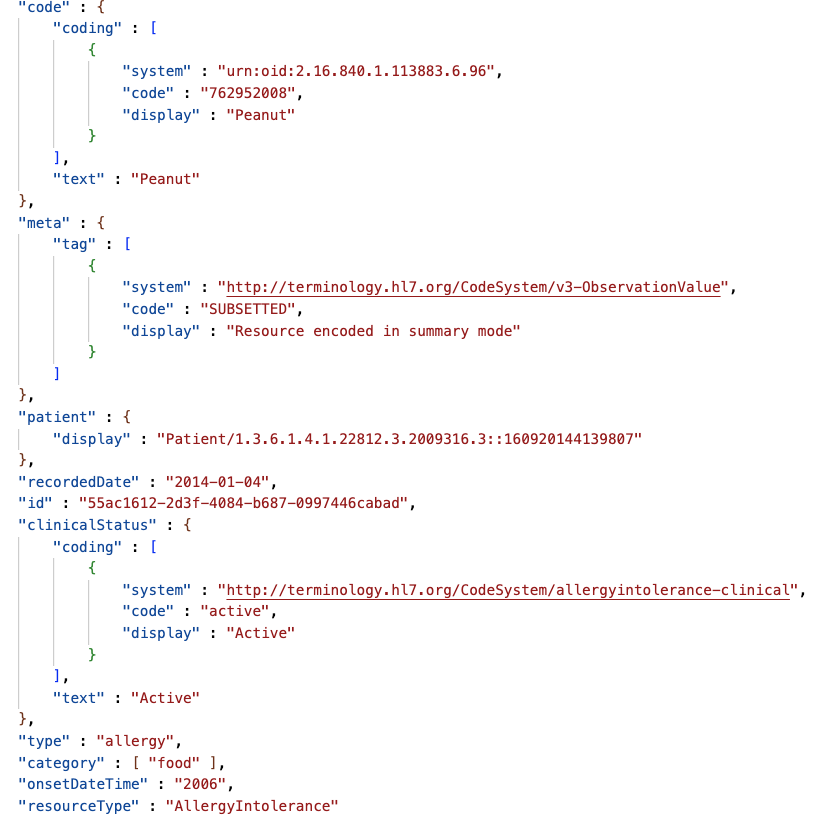 "code" : {
"coding" : [
{
"system" : "urn:oid:2.16.840.1.113883.6.96",
"code" : "762952008",
"display" : "Peanut"
}
],
"text" : "Peanut"
},
"meta" : {
"tag" : [
{
"system" : "http://terminology.hl7.org/CodeSystem/v3-ObservationValue",
"code" : "SUBSETTED",
"display" : "Resource encoded in summary mode"
}
]
},
"patient" : {
"display" : "Patient/1.3.6.1.4.1.22812.3.2009316.3::160920144139807"
},
"recordedDate" : "2014-01-04",
"id" : "55ac1612-2d3f-4084-b687-0997446cabad",
"clinicalStatus" : {
"coding" : [
{
"system" : "http://terminology.hl7.org/CodeSystem/allergyintolerance-clinical",
"code" : "active",
"display" : "Active"
}
],
"text" : "Active"
},
"type" : "allergy",
"category" : [ "food" ],
"onsetDateTime" : "2006",
"resourceType" : "AllergyIntolerance"